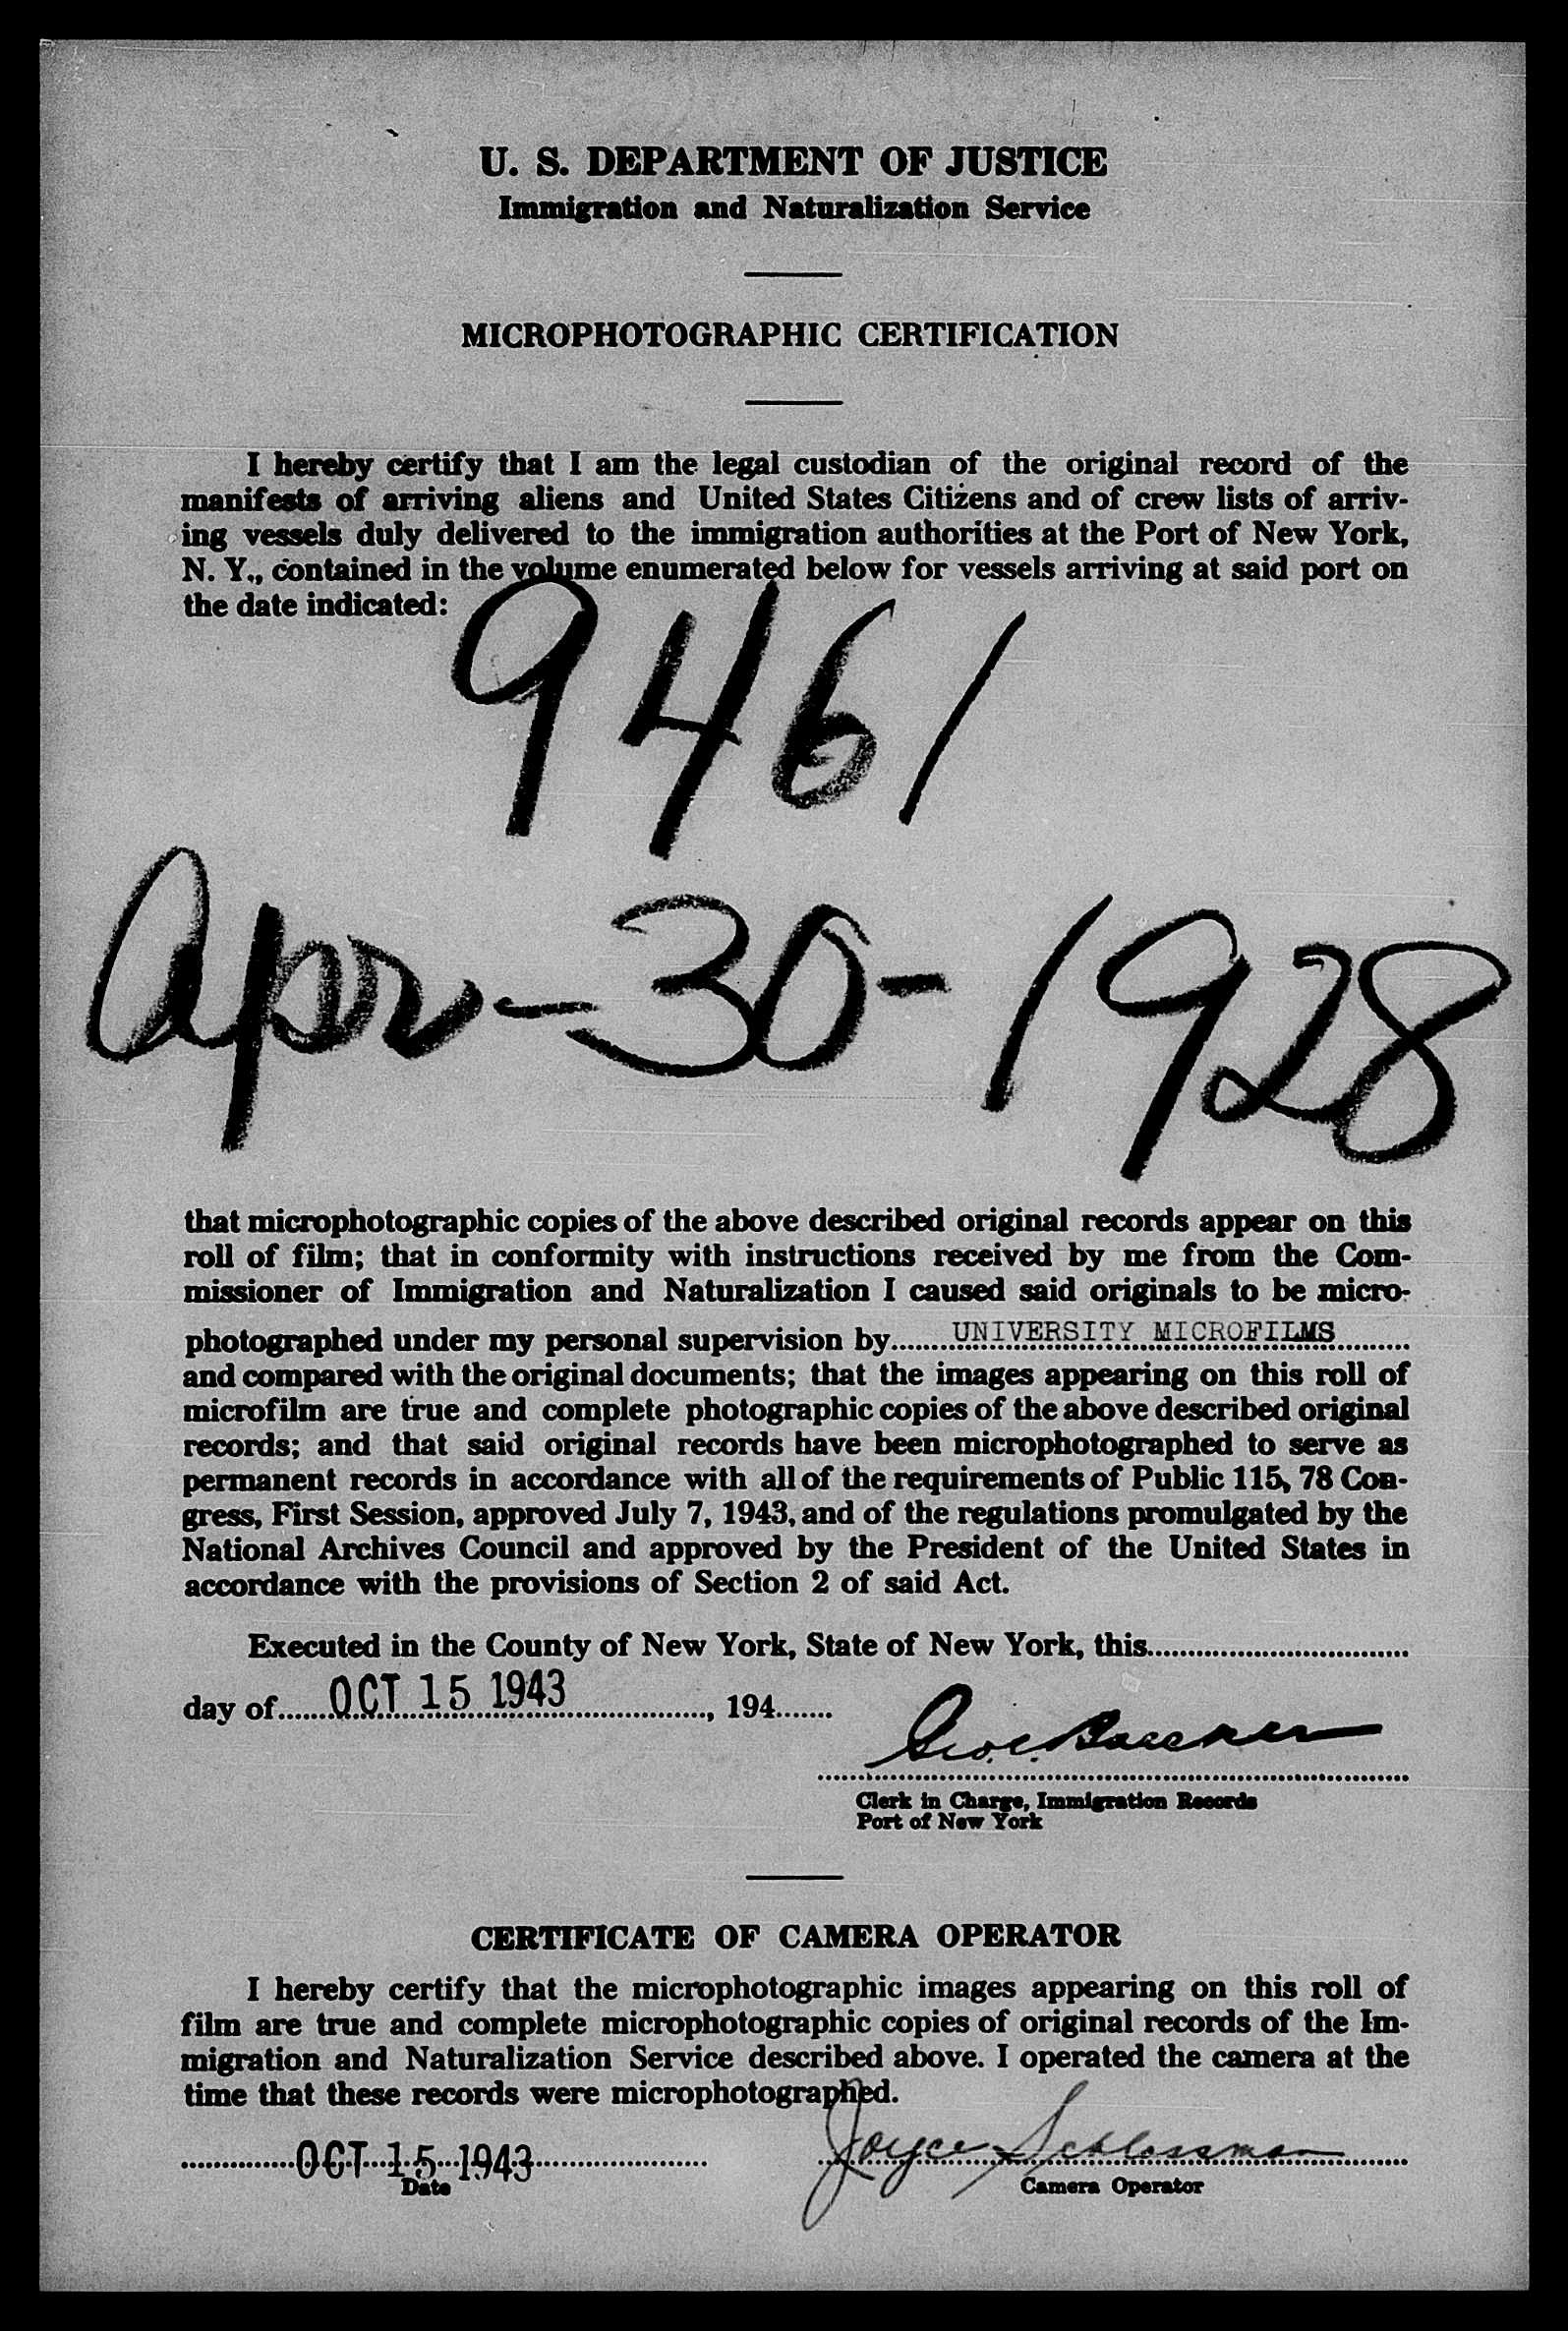 U. S. DEPARTMENT OF JUSTICE
Immigration and Naturalization Service
MICROPHOTOGRAPHIC CERTIFICATION
I hereby certify that I am the legal custodian of the original record of the
manifests of arriving aliens and United States Citizens and of crew lists of arriv-
ing vessels duly delivered to the immigration authorities at the Port of New York,
N. Y., contained in the volume enumerated below for vessels arriving at said port on
the date indicated:
9461
Apr - 30 - 1928
that microphotographic copies of the above described original records appear on this
roll of film; that in conformity with instructions received by me from the Com-
missioner of Immigration and Naturalization I caused said originals to be micro-
photographed under my personal supervision by UNIVERSITY MICROFILMS
and compared with the original documents; that the images appearing on this roll of
microfilm are true and complete photographic copies of the above described original
records; and that said original records have been microphotographed to serve as
permanent records in accordance with all of the requirements of Public 115, 78 Con-
gress, First Session, approved July 7, 1943, and of the regulations promulgated by the
National Archives Council and approved by the President of the United States in
accordance with the provisions of Section 2 of said Act.
Executed in the County of New York, State of New York, this
day of OCT 15 1943, 194
Clerk in Charge, Immigration Records
Port of New York
CERTIFICATE OF CAMERA OPERATOR
I hereby certify that the microphotographic images appearing on this roll of
film are true and complete microphotographic copies of original records of the Im-
migration and Naturalization Service described above. I operated the camera at the
time that these records were microphotographed.
OCT 15 1943 Joyce Schlossman
Date Camera Operator